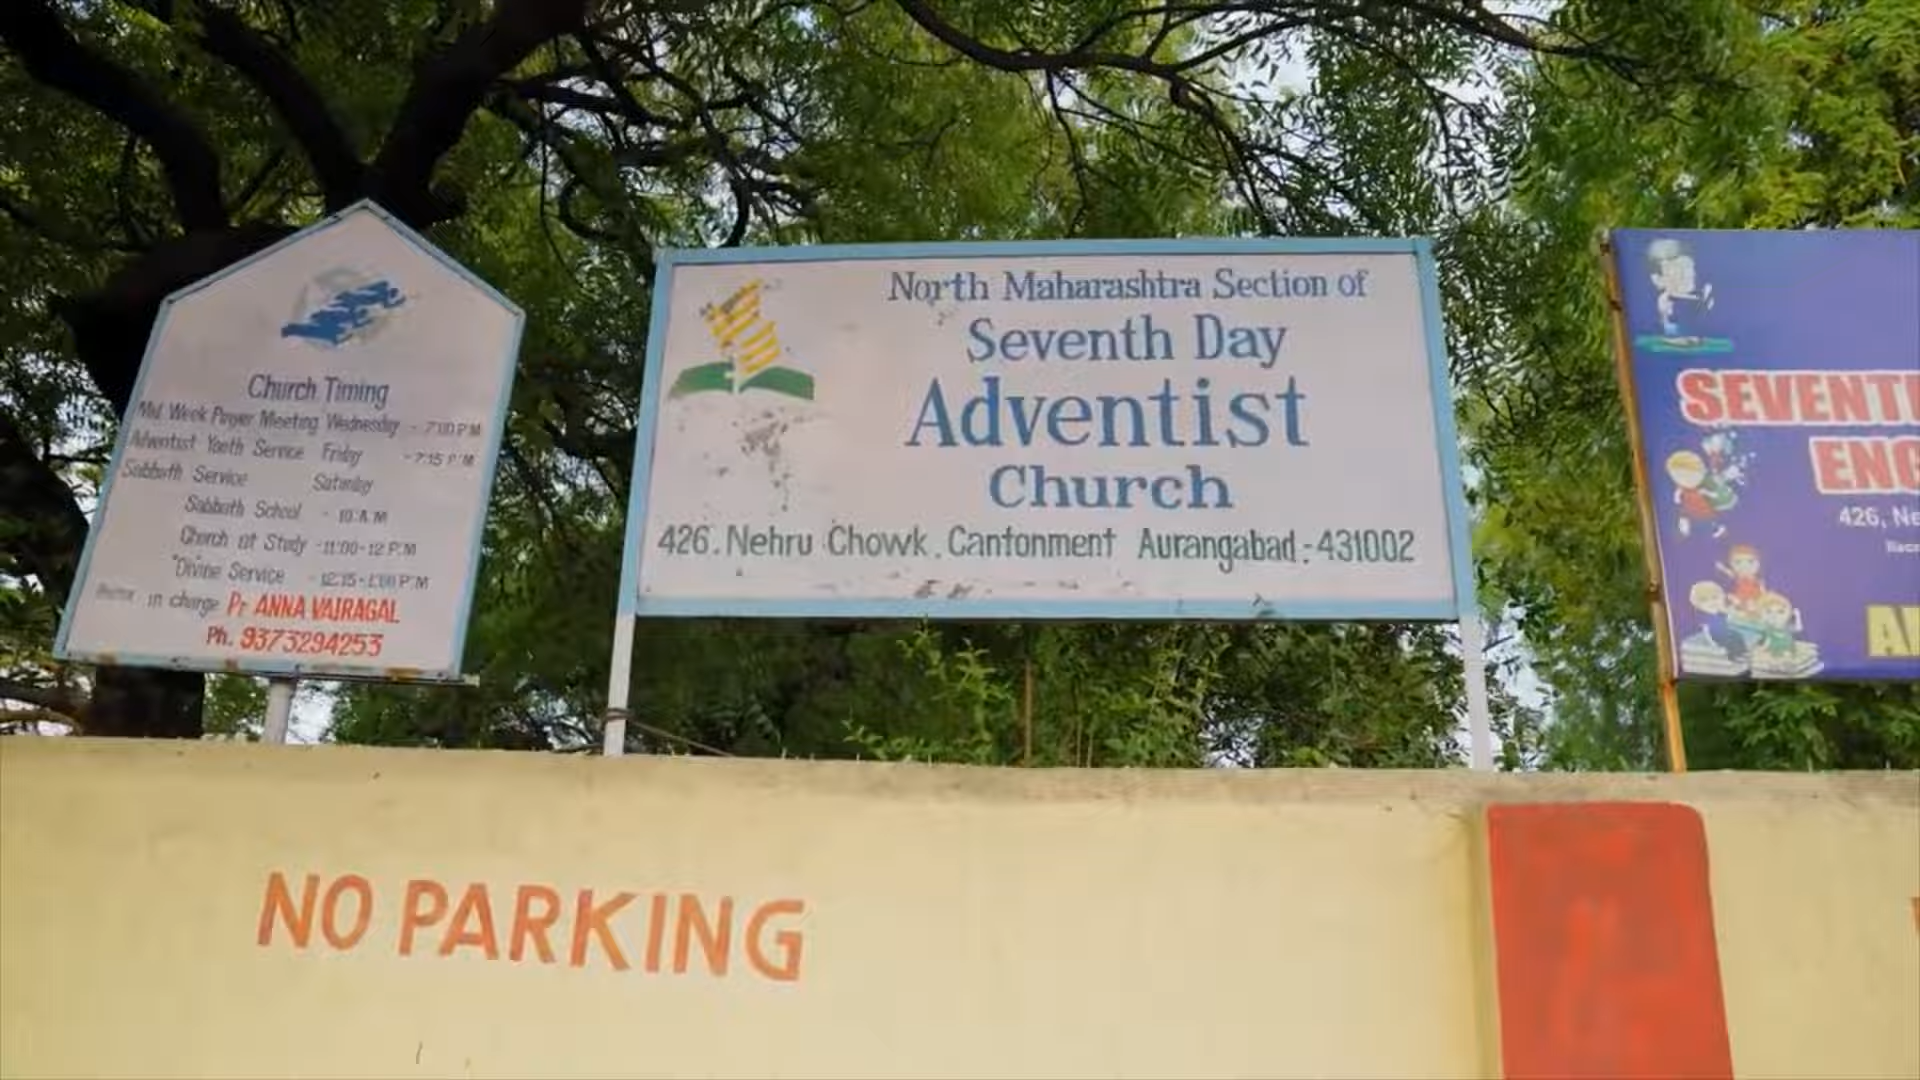 Church Timing
Mid Week Prayer Meeting Wednesday - 7:00 P.M
Adventist Youth Service Friday - 7:15 P.M
Sabbath Service Saturday
Sabbath School - 10 A.M
Church at Study - 11:00-12 P.M
"Divine Service - 12:15-1:00 P.M
in charge Pr ANNA VAIRAGAL
Ph. 9373294253
North Maharashtra Section of
Seventh Day
Adventist
Church
426. Nehru Chowk. Cantonment Aurangabad:-431002
SEVENT
ENG
426, Ne
NO PARKING